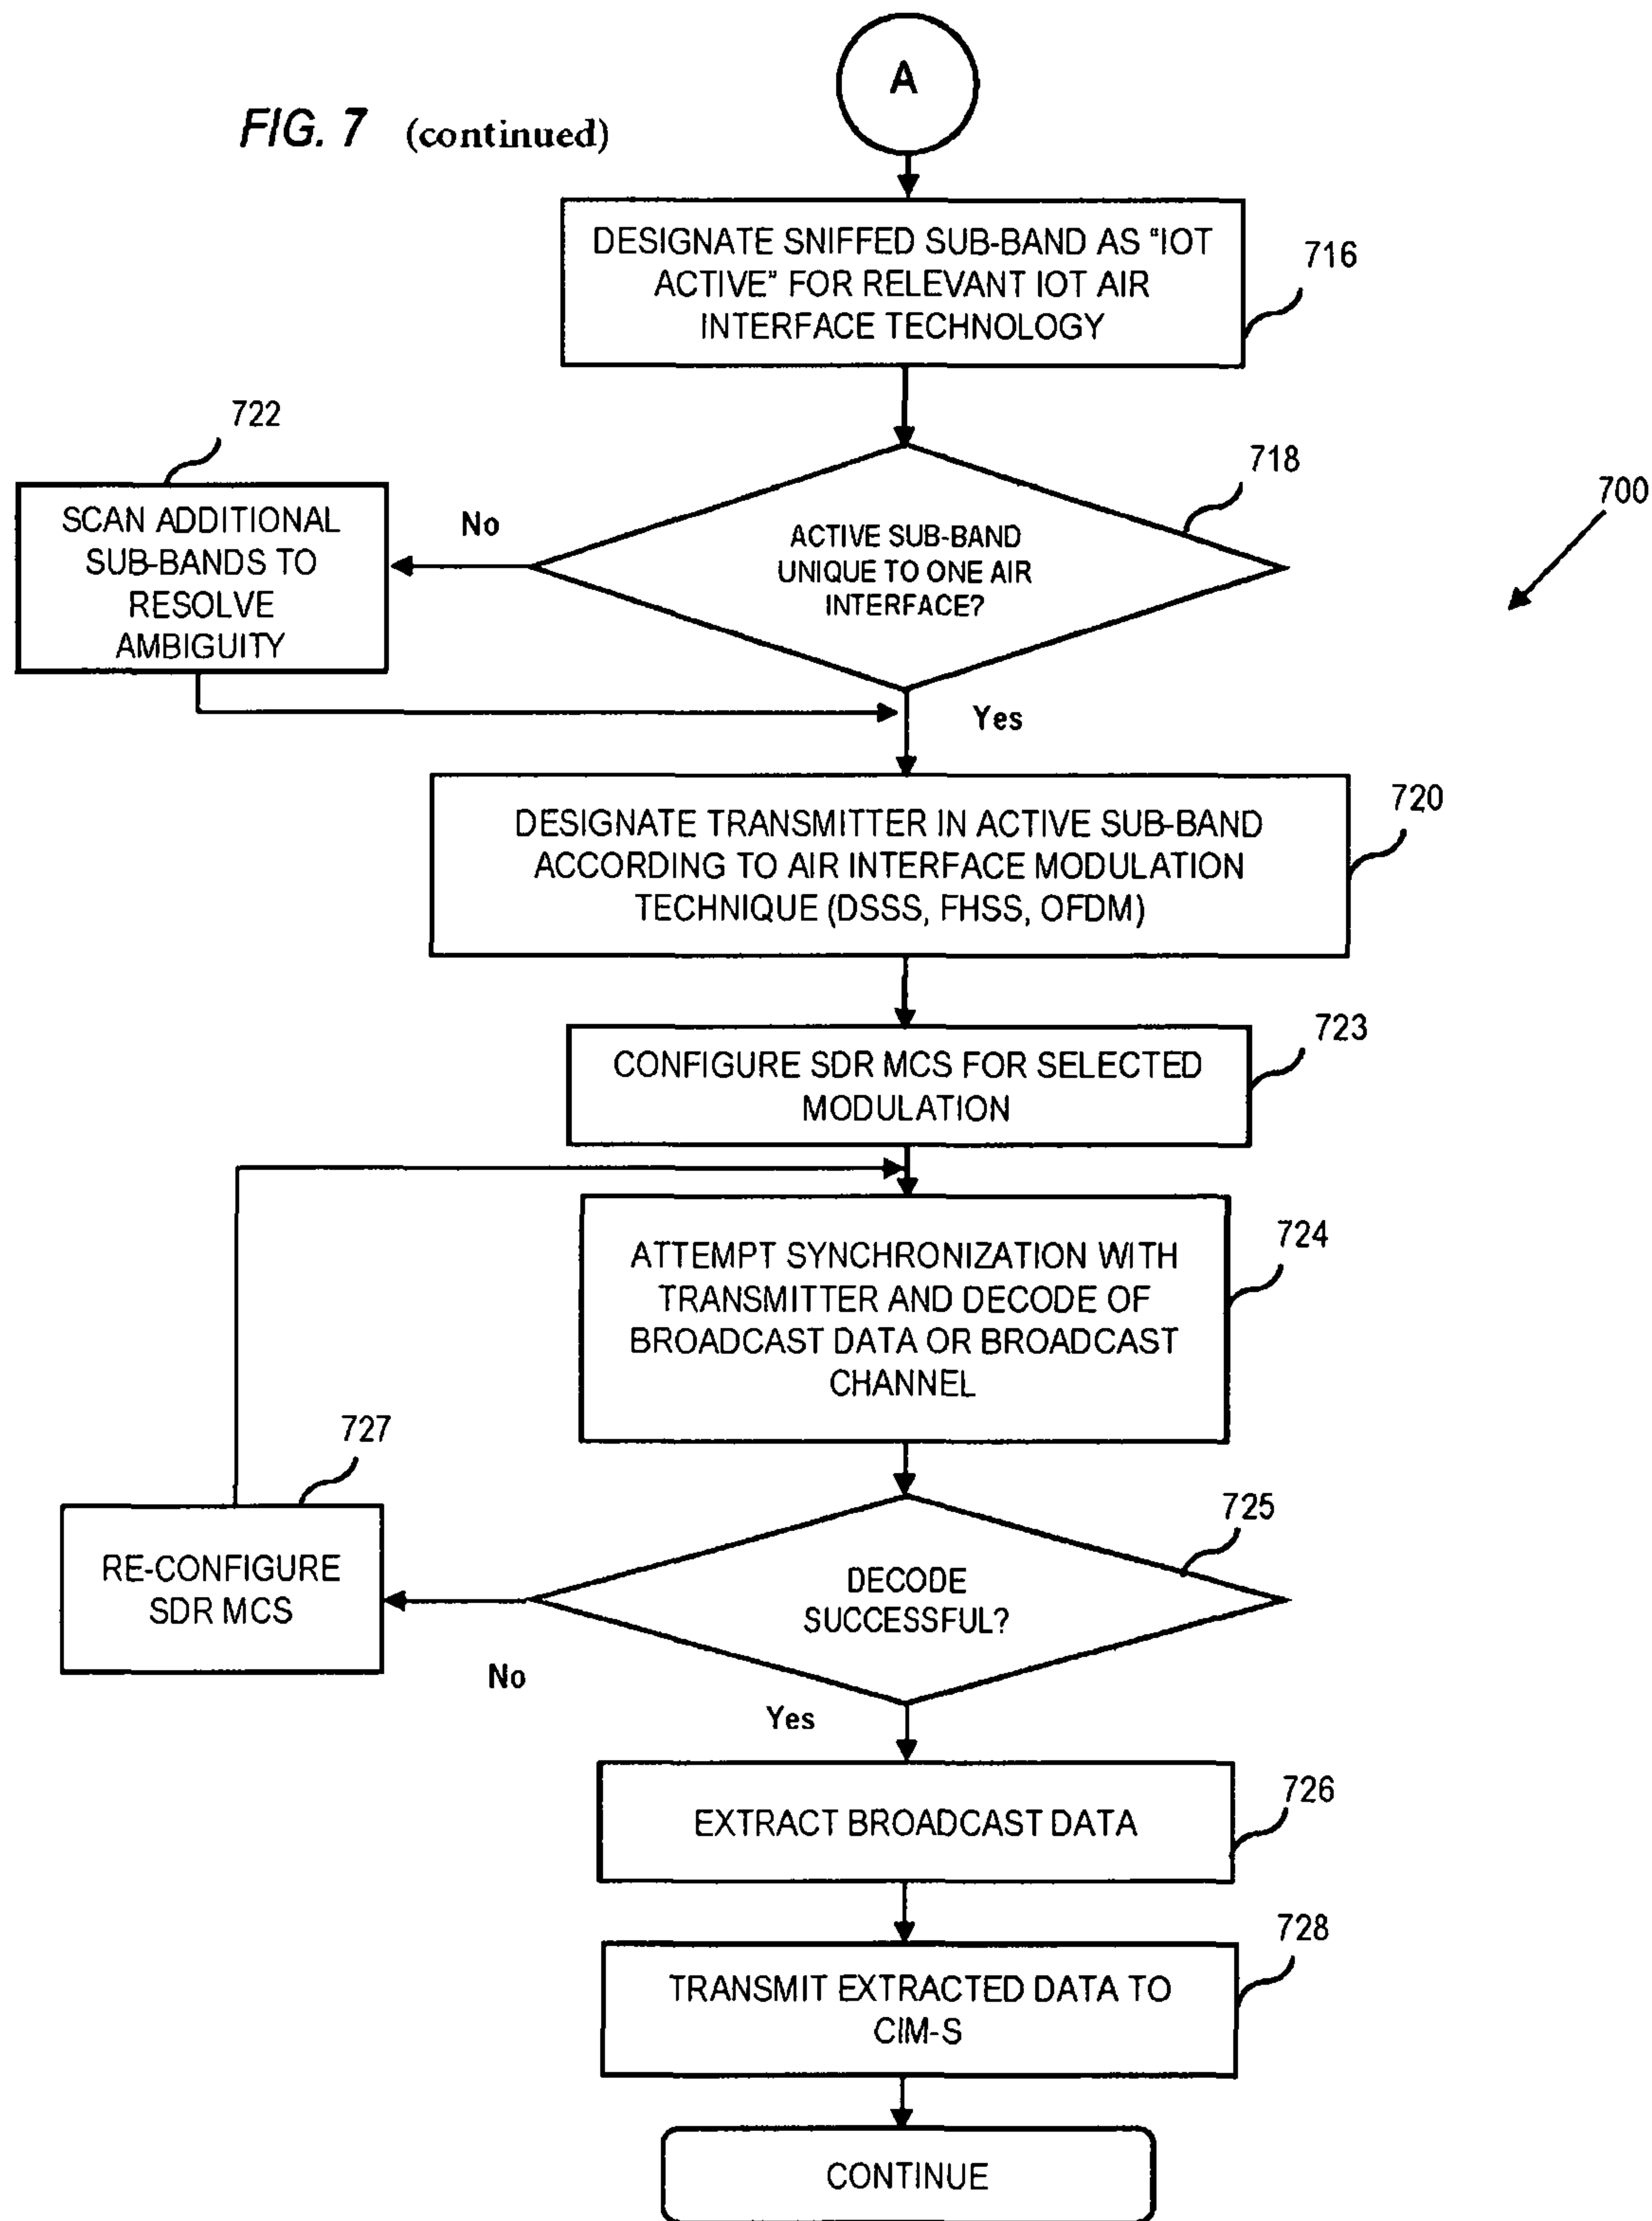 A
FIG. 7 (continued)
DESIGNATE SNIFFED SUB-BAND AS "IOT
ACTIVE" FOR RELEVANT IOT AIR
INTERFACE TECHNOLOGY
716
722
718
SCAN ADDITIONAL
SUB-BANDS TO
RESOLVE
AMBIGUITY
No
ACTIVE SUB-BAND
UNIQUE TO ONE AIR
INTERFACE?
700
Yes
DESIGNATE TRANSMITTER IN ACTIVE SUB-BAND
ACCORDING TO AIR INTERFACE MODULATION
TECHNIQUE (DSSS, FHSS, OFDM)
720
CONFIGURE SDR MCS FOR SELECTED
MODULATION
723
ATTEMPT SYNCHRONIZATION WITH
TRANSMITTER AND DECODE OF
BROADCAST DATA OR BROADCAST
CHANNEL
724
727
725
RE-CONFIGURE
SDR MCS
DECODE
SUCCESSFUL?
No
Yes
EXTRACT BROADCAST DATA
726
TRANSMIT EXTRACTED DATA TO
CIM-S
728
CONTINUE